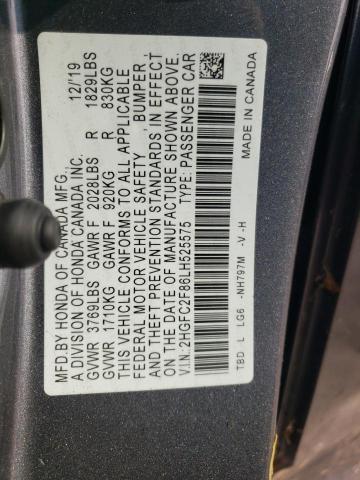 MFD.BY HONDA OF CANADA MFG., 12/'19
A DIVISION OF HONDA CANADA INC.
GVWR 3769LBS GAWR F 2028LBS R 1829LBS
GVWR 1710KG GAWR F 920KG R 830KG
THIS VEHICLE CONFORMS TO ALL APPLICABLE
FEDERAL MOTOR VEHICLE SAFETY, BUMPER
AND THEFT PREVENTION STANDARDS IN EFFECT
ON THE DATE OF MANUFACTURE SHOWN ABOVE.
V.I.N: 2HGFC2F86LH525575 TYPE: PASSENGER CAR
TBD - L LG6 -NH797M -V -H MADE IN CANADA